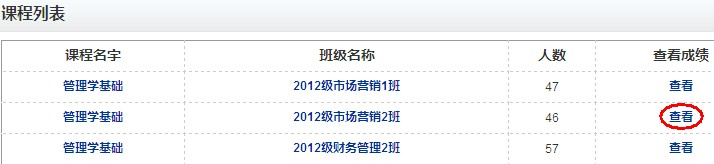 课程列表
课程名字 班级名称 人数 查看成绩
管理学基础 2012级市场营销1班 47 查看
管理学基础 2012级市场营销2班 46 查看
管理学基础 2012级财务管理2班 57 查看